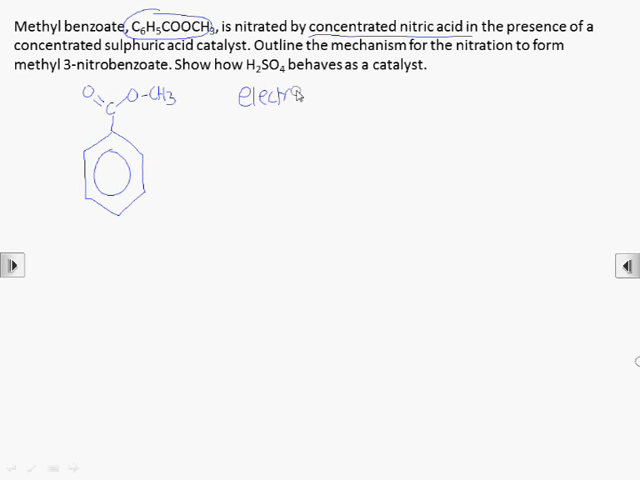 Methyl benzoate, C₆H₅COOCH₃, is nitrated by concentrated nitric acid in the presence of a
concentrated sulphuric acid catalyst. Outline the mechanism for the nitration to form
methyl 3-nitrobenzoate. Show how H₂SO₄ behaves as a catalyst.
O O-CH3 electro
C